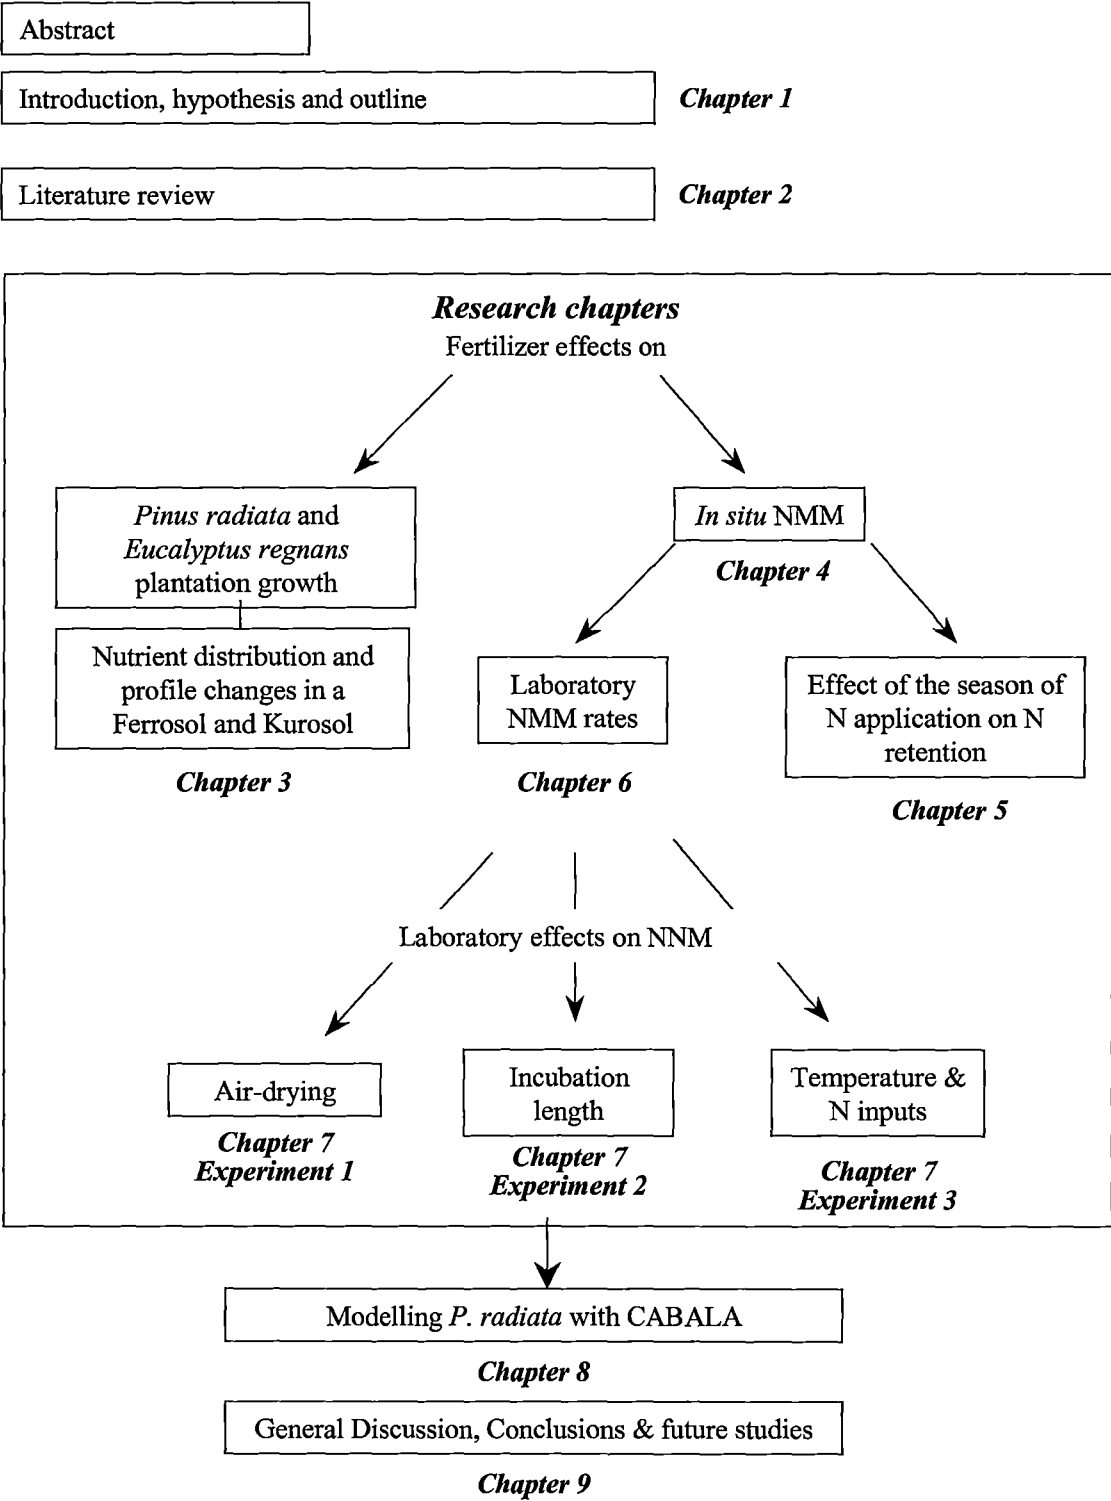 Abstract
Introduction, hypothesis and outline
Chapter 1
Literature review
Chapter 2
Research chapters
Fertilizer effects on
Pinus radiata and
Eucalyptus regnans
plantation growth
In situ NMM
Chapter 4
Nutrient distribution and
profile changes in a
Ferrosol and Kurosol
Chapter 3
Laboratory
NMM rates
Chapter 6
Effect of the season of
N application on N
retention
Chapter 5
Laboratory effects on NNM
Air-drying
Chapter 7
Experiment 1
Incubation
length
Chapter 7
Experiment 2
Temperature &
N inputs
Chapter 7
Experiment 3
Modelling P. radiata with CABALA
Chapter 8
General Discussion, Conclusions & future studies
Chapter 9